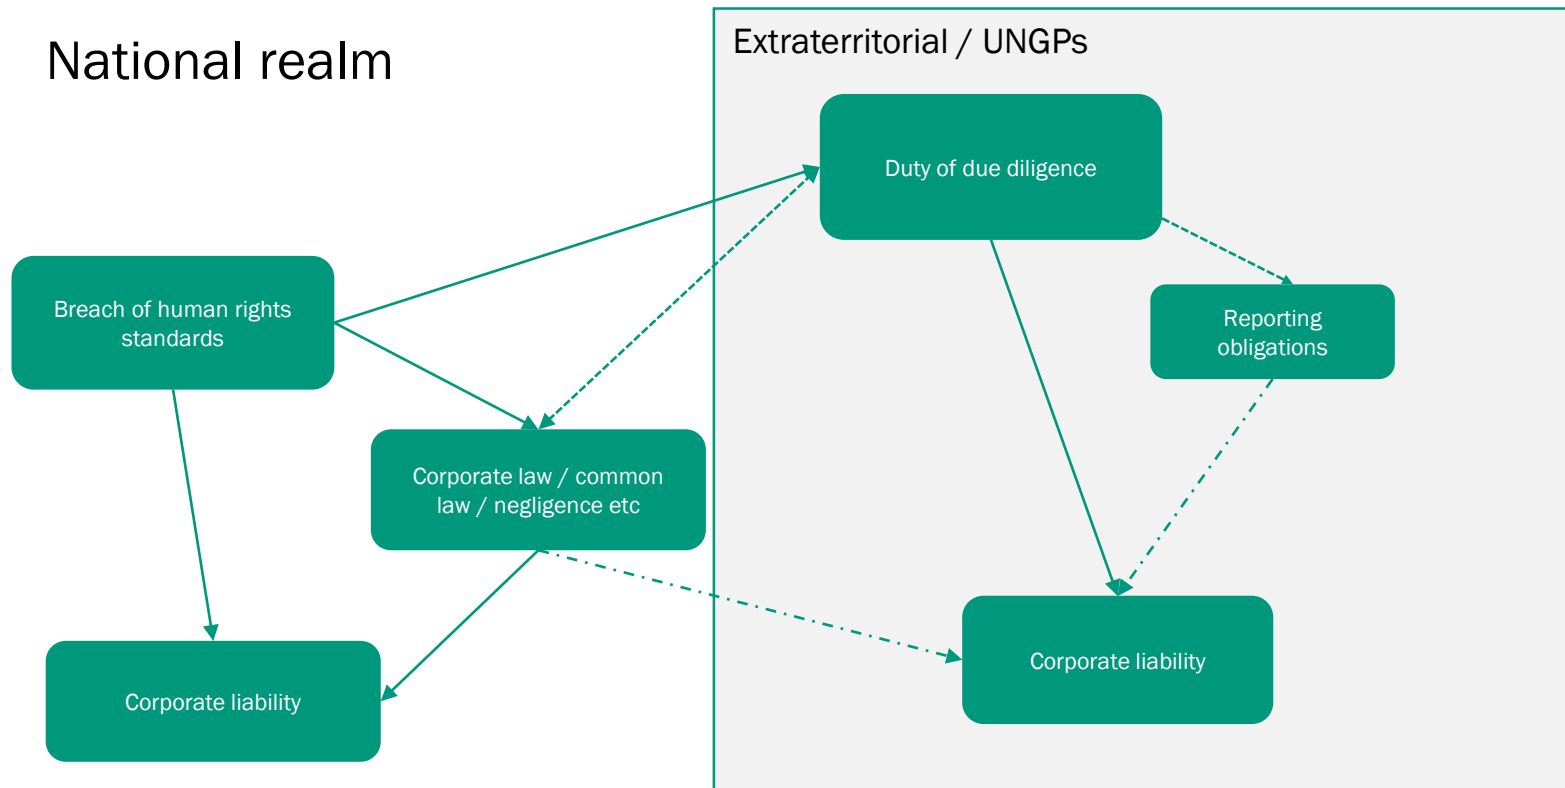 National realm
Extraterritorial / UNGPs
Duty of due diligence
Breach of human rights
standards
Reporting
obligations
Corporate law / common
law / negligence etc
Corporate liability
Corporate liability